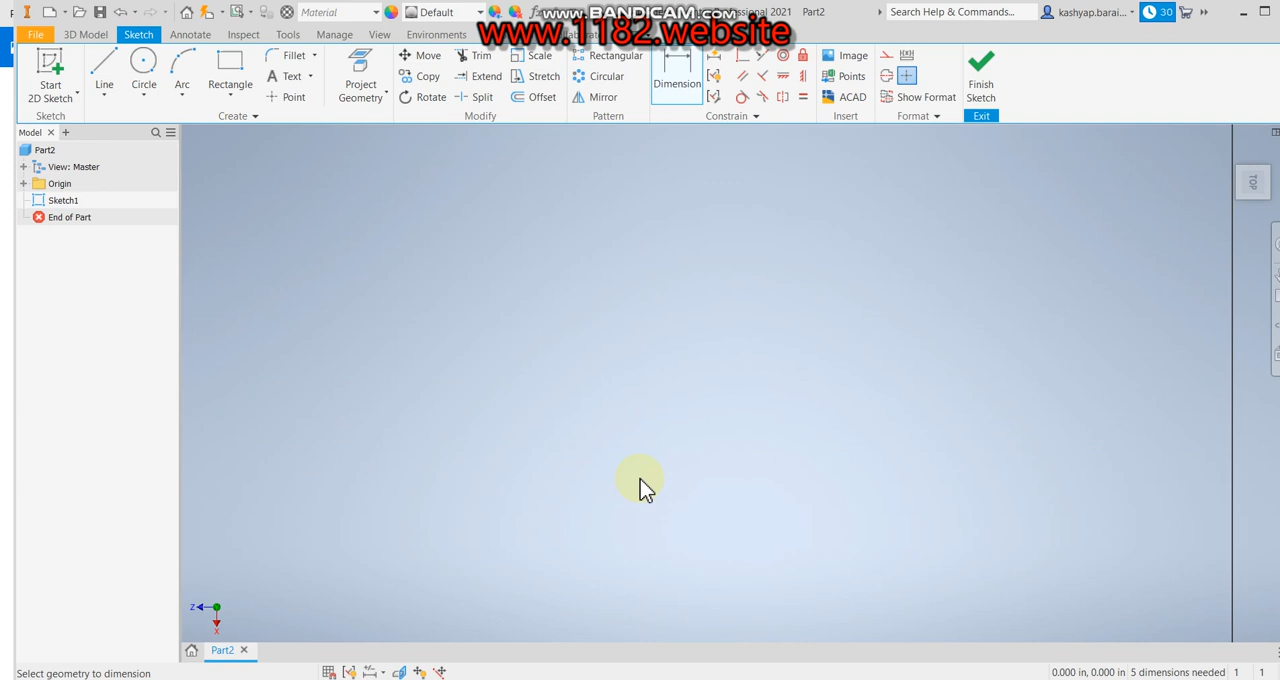 Material
Default
www.BANDICAM.com
fessional 2021 Part2
Search Help & Commands...
kashyap.barai...
30
File
3D Model
Sketch
Annotate
Inspect
Tools
Manage
View
Environments
www.1182.website
Start
2D Sketch
Line
Circle
Arc
Rectangle
Fillet
Text
Point
Project
Geometry
Move
Copy
Rotate
Trim
Extend
Split
Scale
Stretch
Offset
Rectangular
Circular
Mirror
Dimension
Image
Points
ACAD
Show Format
Finish
Sketch
Sketch
Create
Modify
Pattern
Constrain
Insert
Format
Exit
Model
Part2
View: Master
Origin
Sketch1
End of Part
TOP
Z
X
Part2
Select geometry to dimension
0.000 in, 0.000 in 5 dimensions needed 1 1